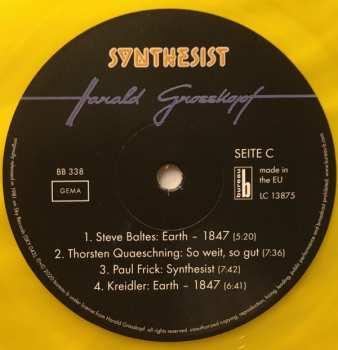 SYNTHESIST
Harald Grosskopf
BB 338
GEMA
SEITE C
bureau b
made in
the EU
LC 13875
1. Steve Baltes: Earth – 1847 (5:20)
2. Thorsten Quaeschning: So weit, so gut (7:36)
3. Paul Frick: Synthesist (7:42)
4. Kreidler: Earth – 1847 (6:41)